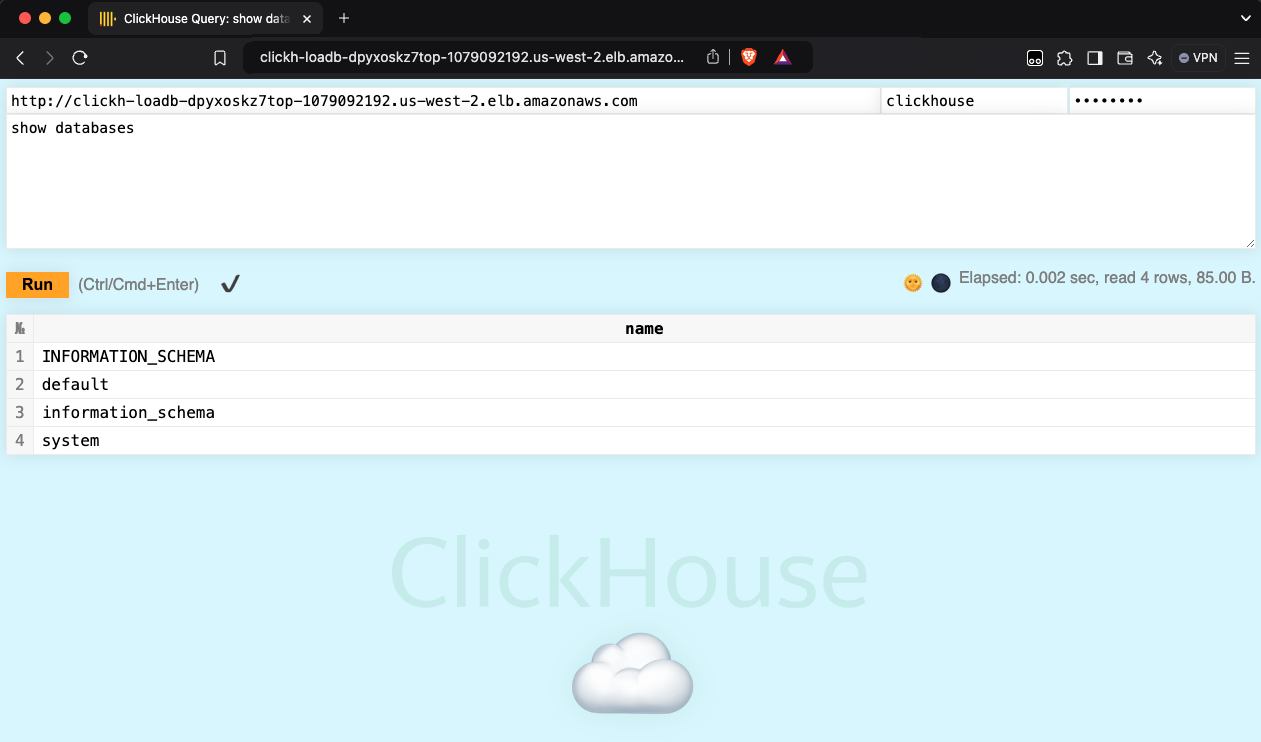 ClickHouse Query: show data
clickh-loadb-dpyxoskz7top-1079092192.us-west-2.elb.amazo...
VPN
http://clickh-loadb-dpyxoskz7top-1079092192.us-west-2.elb.amazonaws.com
clickhouse
••••••••
show databases
Run
(Ctrl/Cmd+Enter)
Elapsed: 0.002 sec, read 4 rows, 85.00 B.
№ name
1 INFORMATION_SCHEMA
2 default
3 information_schema
4 system
ClickHouse